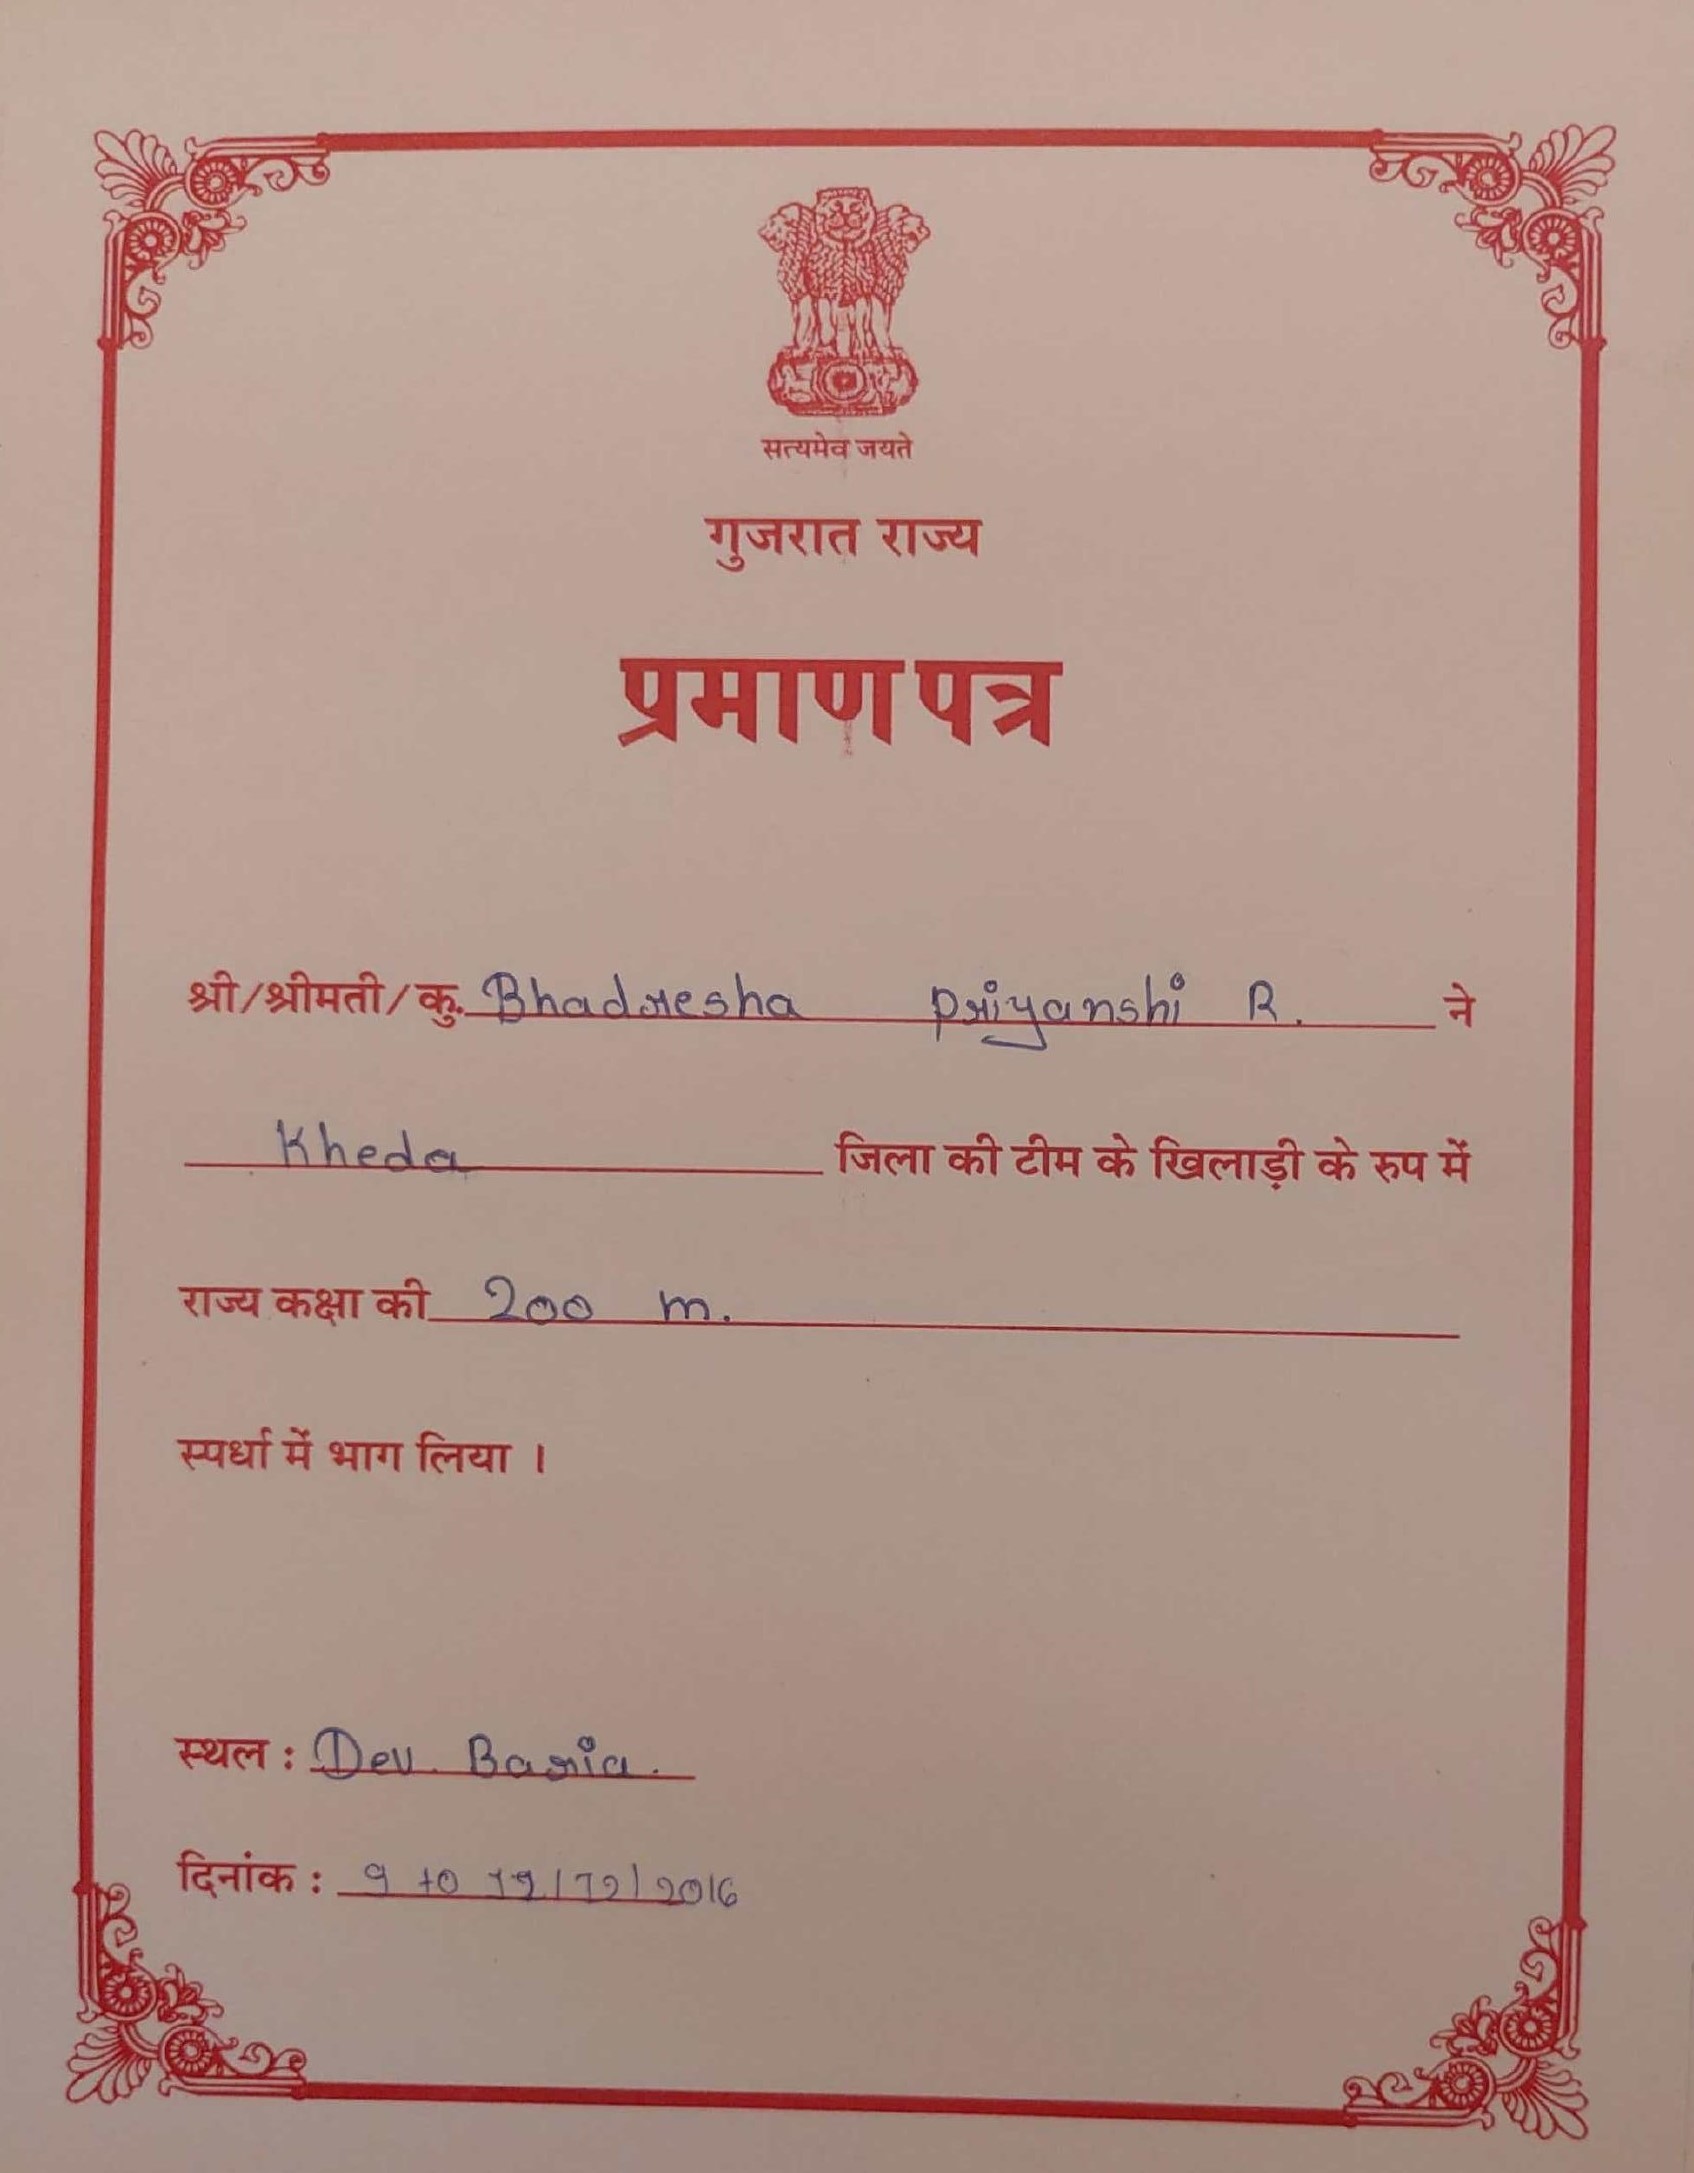 सत्यमेव जयते
गुजरात राज्य
प्रमाणपत्र
श्री/श्रीमती/कु. Bhadresha Priyanshi R. ने
Kheda जिला की टीम के खिलाड़ी के रुप में
राज्य कक्षा की 200 m.
स्पर्धा में भाग लिया ।
स्थल : Dev. Baria.
दिनांक : 9 to 19/12/2016